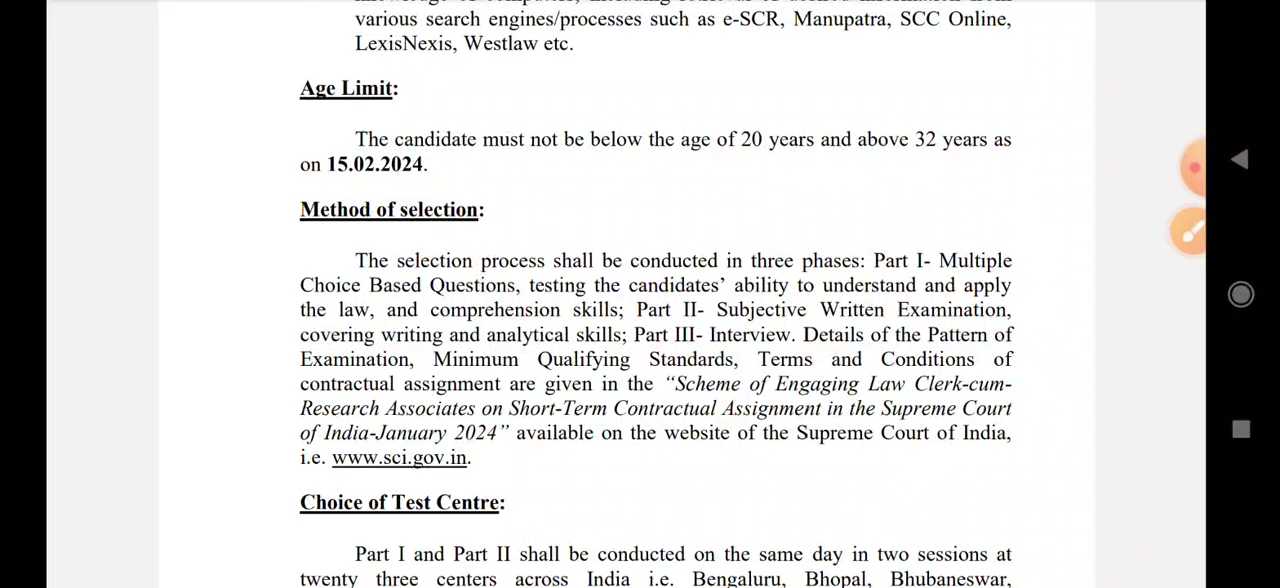 various search engines/processes such as e-SCR, Manupatra, SCC Online,
LexisNexis, Westlaw etc.
Age Limit:
The candidate must not be below the age of 20 years and above 32 years as
on 15.02.2024.
Method of selection:
The selection process shall be conducted in three phases: Part I- Multiple
Choice Based Questions, testing the candidates’ ability to understand and apply
the law, and comprehension skills; Part II- Subjective Written Examination,
covering writing and analytical skills; Part III- Interview. Details of the Pattern of
Examination, Minimum Qualifying Standards, Terms and Conditions of
contractual assignment are given in the “Scheme of Engaging Law Clerk-cum-
Research Associates on Short-Term Contractual Assignment in the Supreme Court
of India-January 2024” available on the website of the Supreme Court of India,
i.e. www.sci.gov.in.
Choice of Test Centre:
Part I and Part II shall be conducted on the same day in two sessions at
twenty three centers across India i.e. Bengaluru, Bhopal, Bhubaneswar,